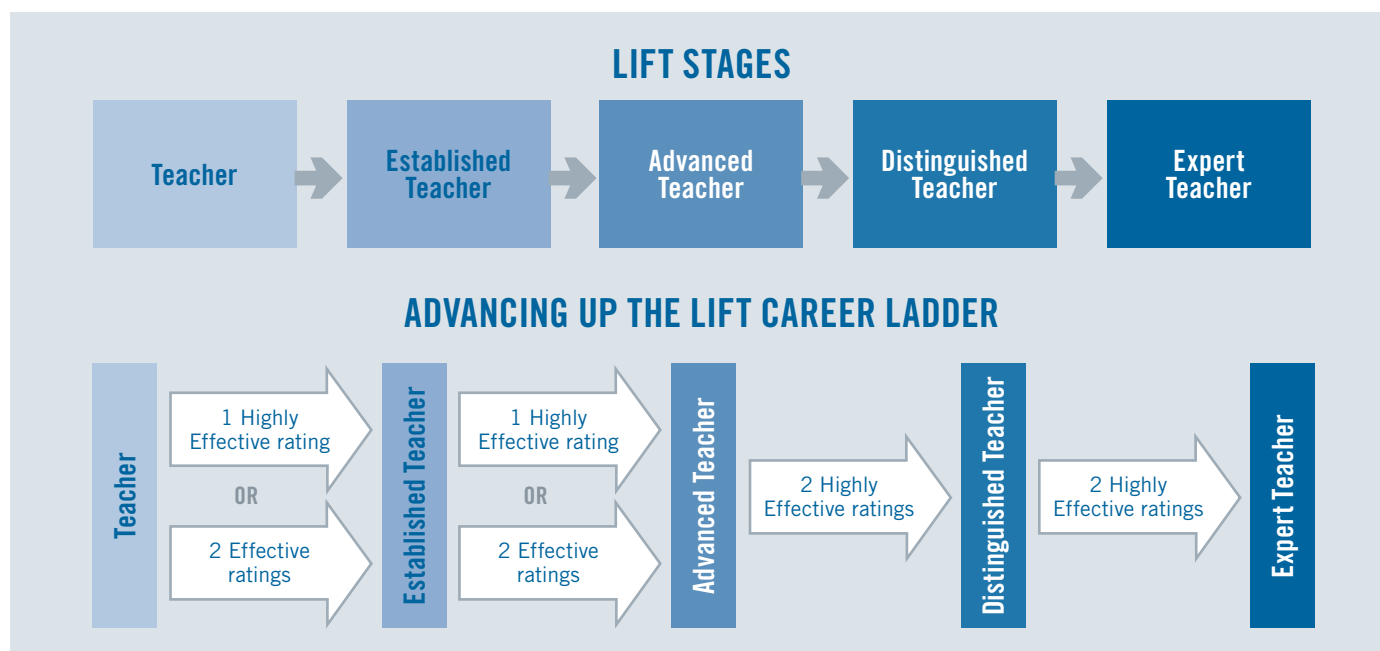 LIFT STAGES
Teacher
Established
Teacher
Advanced
Teacher
Distinguished
Teacher
Expert
Teacher
ADVANCING UP THE LIFT CAREER LADDER
Teacher
1 Highly
Effective rating
OR
2 Effective
ratings
Established Teacher
1 Highly
Effective rating
OR
2 Effective
ratings
Advanced Teacher
2 Highly
Effective ratings
Distinguished Teacher
2 Highly
Effective ratings
Expert Teacher